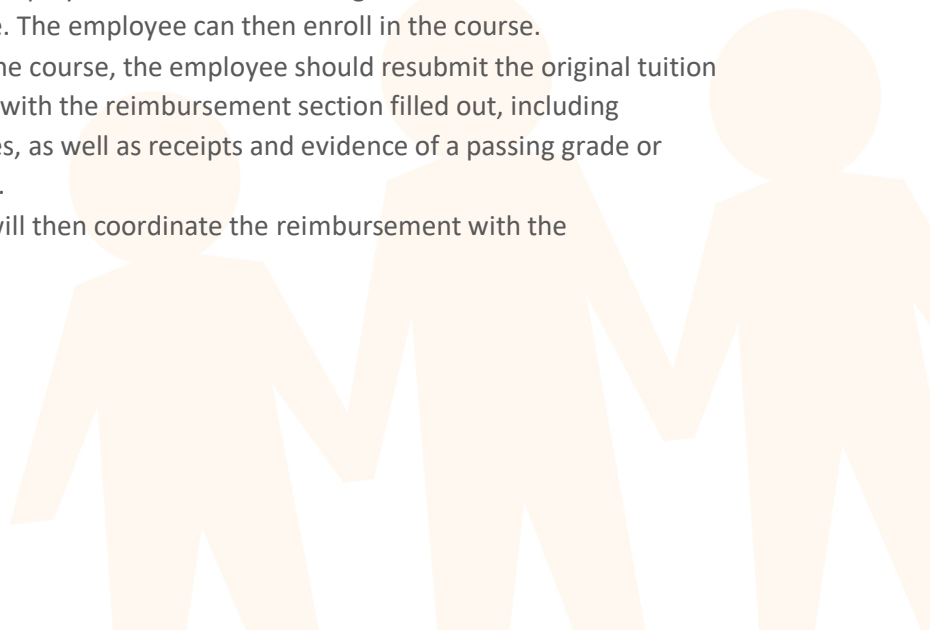 . The employee can then enroll in the course.
he course, the employee should resubmit the original tuition
with the reimbursement section filled out, including
s, as well as receipts and evidence of a passing grade or
.
will then coordinate the reimbursement with the